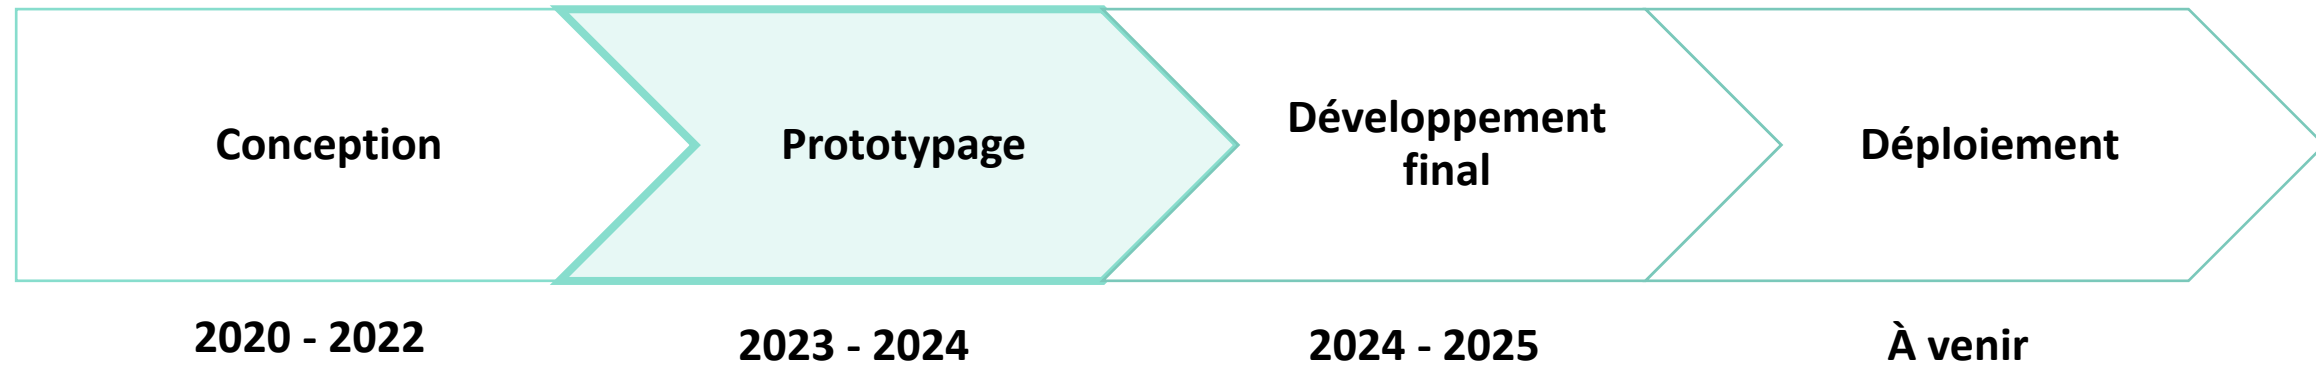 Conception
Prototypage
Développement
final
Déploiement
2020 - 2022
2023 - 2024
2024 - 2025
À venir